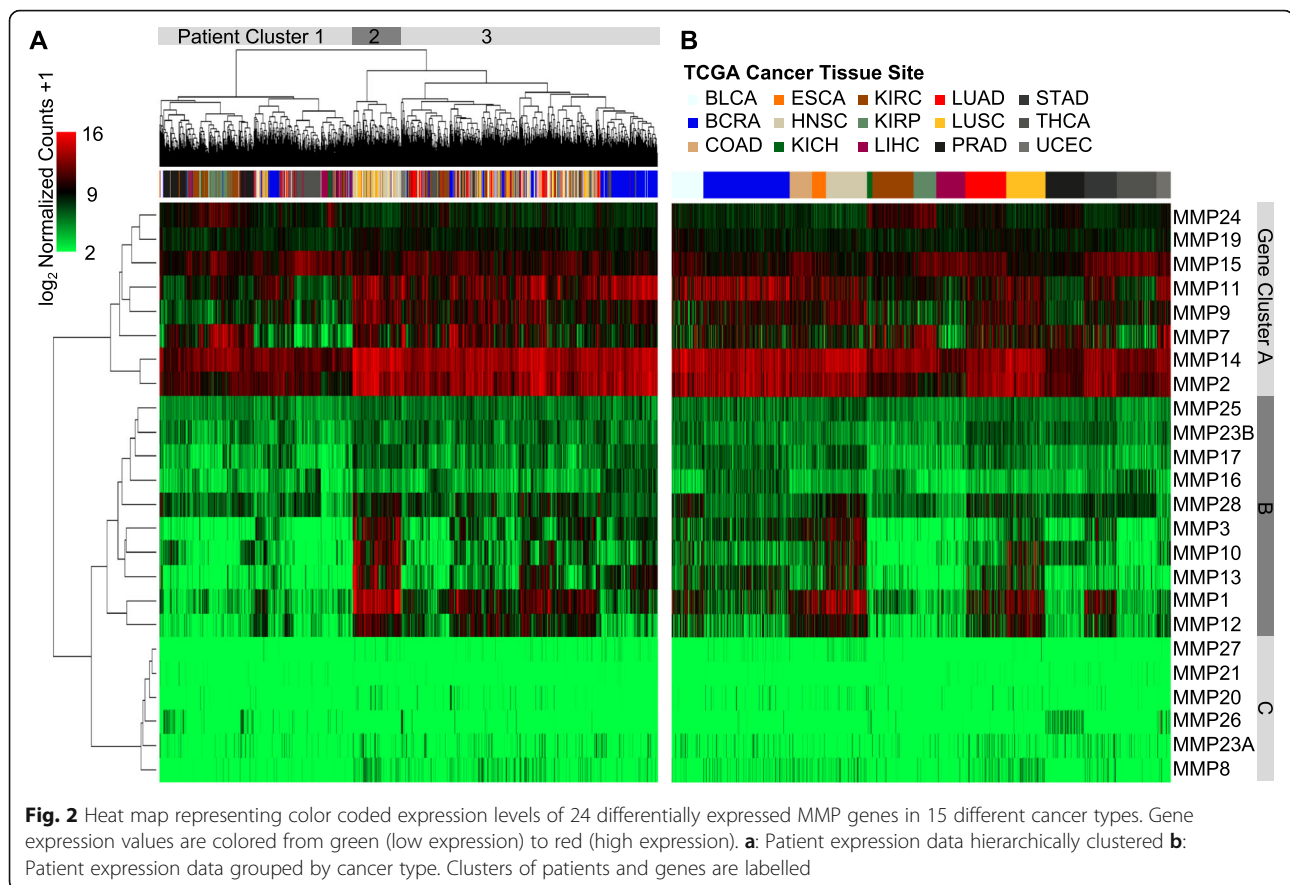 A
Patient Cluster 1 2 3
B
log2 Normalized Counts +1
16
9
2
TCGA Cancer Tissue Site
BLCA ESCA KIRC LUAD STAD
BCRA HNSC KIRP LUSC THCA
COAD KICH LIHC PRAD UCEC
MMP24
MMP19
MMP15
MMP11
MMP9
MMP7
MMP14
MMP2
MMP25
MMP23B
MMP17
MMP16
MMP28
MMP3
MMP10
MMP13
MMP1
MMP12
MMP27
MMP21
MMP20
MMP26
MMP23A
MMP8
Gene Cluster A
B
C
Fig. 2 Heat map representing color coded expression levels of 24 differentially expressed MMP genes in 15 different cancer types. Gene
expression values are colored from green (low expression) to red (high expression). a: Patient expression data hierarchically clustered b:
Patient expression data grouped by cancer type. Clusters of patients and genes are labelled